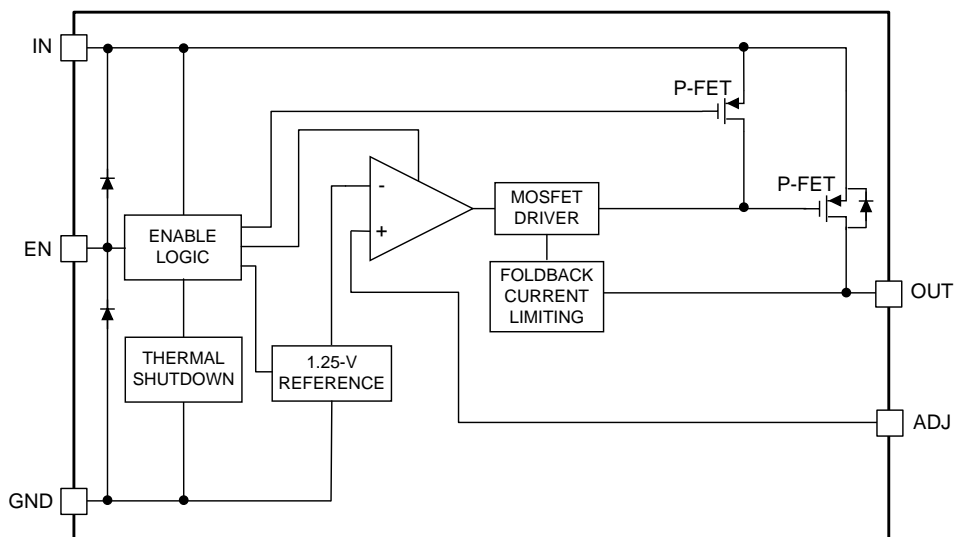 IN
P-FET
P-FET
-
MOSFET
DRIVER
+
EN
ENABLE
LOGIC
FOLDBACK
CURRENT
LIMITING
OUT
THERMAL
SHUTDOWN
1.25-V
REFERENCE
ADJ
GND